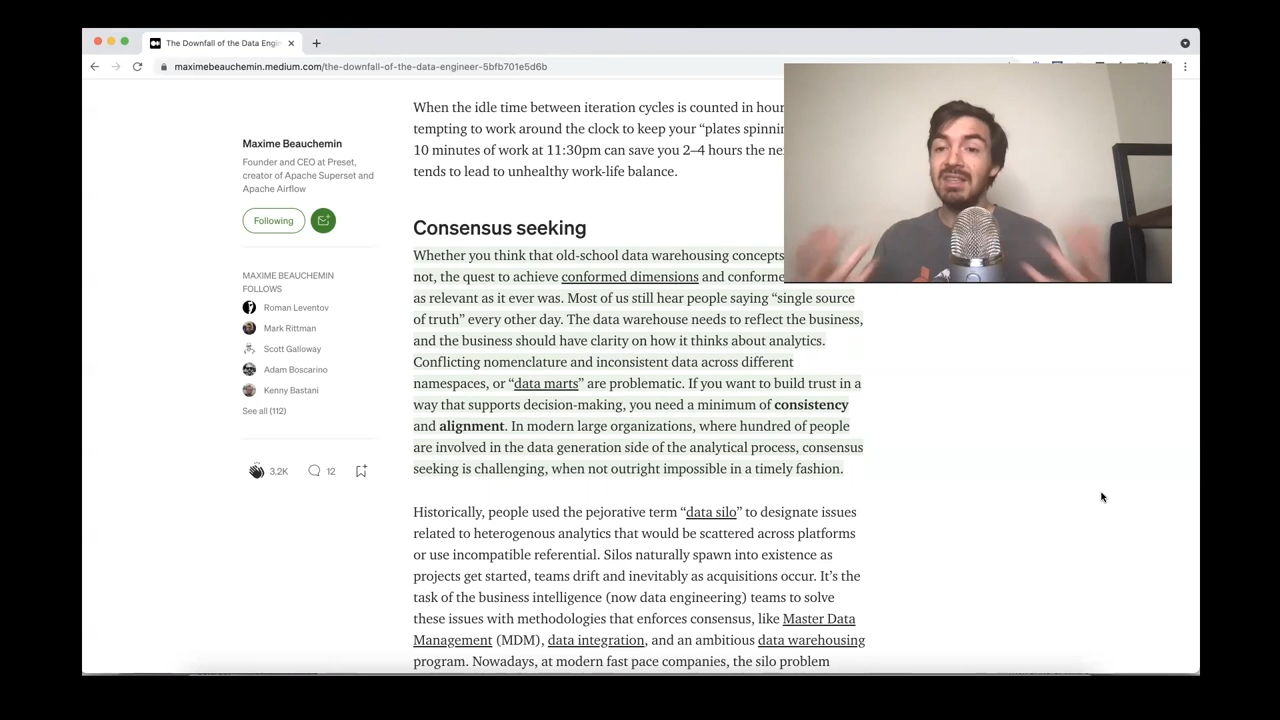 The Downfall of the Data Engin
maximebeauchemin.medium.com/the-downfall-of-the-data-engineer-5bfb701e5d6b
Maxime Beauchemin
Founder and CEO at Preset,
creator of Apache Superset and
Apache Airflow
Following
MAXIME BEAUCHEMIN
FOLLOWS
Roman Leventov
Mark Rittman
Scott Galloway
Adam Boscarino
Kenny Bastani
See all (112)
3.2K
12
When the idle time between iteration cycles is counted in hour
tempting to work around the clock to keep your “plates spinnin
10 minutes of work at 11:30pm can save you 2–4 hours the ne
tends to lead to unhealthy work-life balance.
Consensus seeking
Whether you think that old-school data warehousing concepts
not, the quest to achieve conformed dimensions and conforme
as relevant as it ever was. Most of us still hear people saying “single source
of truth” every other day. The data warehouse needs to reflect the business,
and the business should have clarity on how it thinks about analytics.
Conflicting nomenclature and inconsistent data across different
namespaces, or “data marts” are problematic. If you want to build trust in a
way that supports decision-making, you need a minimum of consistency
and alignment. In modern large organizations, where hundred of people
are involved in the data generation side of the analytical process, consensus
seeking is challenging, when not outright impossible in a timely fashion.
Historically, people used the pejorative term “data silo” to designate issues
related to heterogenous analytics that would be scattered across platforms
or use incompatible referential. Silos naturally spawn into existence as
projects get started, teams drift and inevitably as acquisitions occur. It’s the
task of the business intelligence (now data engineering) teams to solve
these issues with methodologies that enforces consensus, like Master Data
Management (MDM), data integration, and an ambitious data warehousing
program. Nowadays, at modern fast pace companies, the silo problem